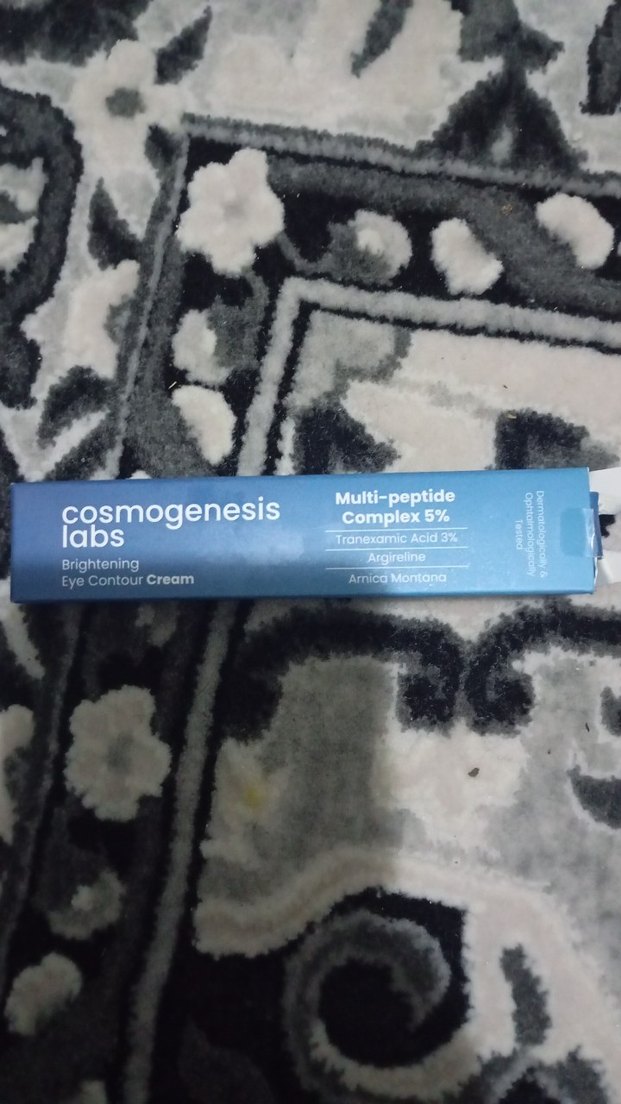 cosmogenesis
labs
Brightening
Eye Contour Cream
Multi-peptide
Complex 5%
Tranexamic Acid 3%
Argireline
Arnica Montana
Dermatologically &
Ophtalmologically
Tested